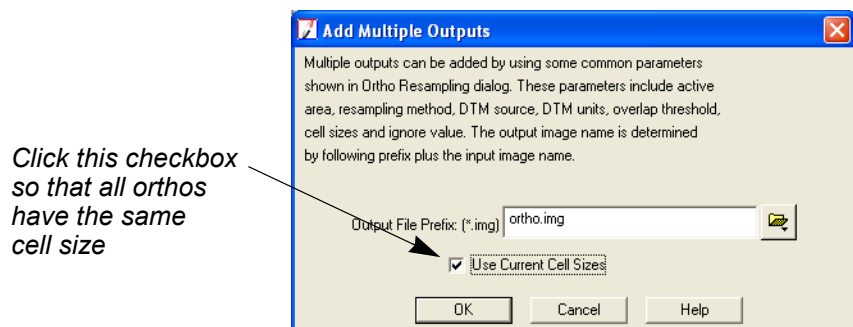 Add Multiple Outputs
Multiple outputs can be added by using some common parameters
shown in Ortho Resampling dialog. These parameters include active
area, resampling method, DTM source, DTM units, overlap threshold,
cell sizes and ignore value. The output image name is determined
by following prefix plus the input image name.
Click this checkbox
so that all orthos
have the same
cell size
Output File Prefix: (*.img) ortho.img
Use Current Cell Sizes
OK Cancel Help